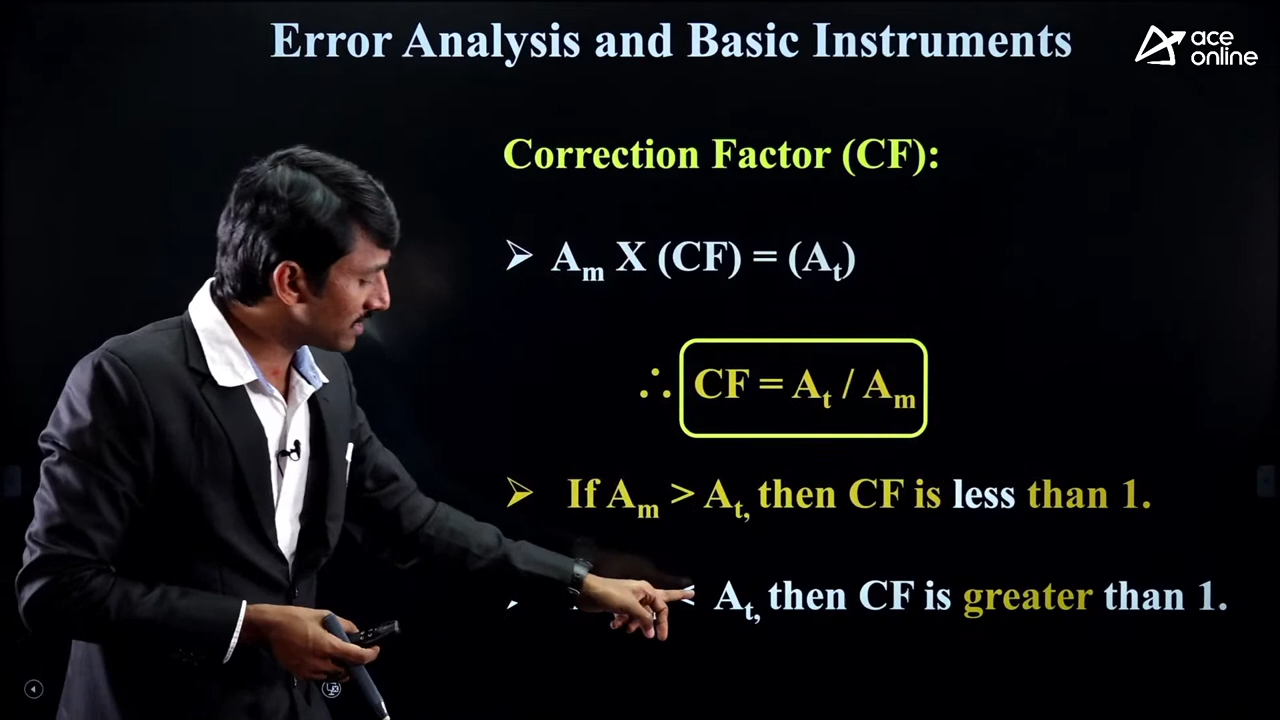 Error Analysis and Basic Instruments
ace
online
Correction Factor (CF):
➢ Aₘ X (CF) = (Aₜ)
∴ CF = Aₜ / Aₘ
➢ If Aₘ > Aₜ, then CF is less than 1.
< Aₜ, then CF is greater than 1.